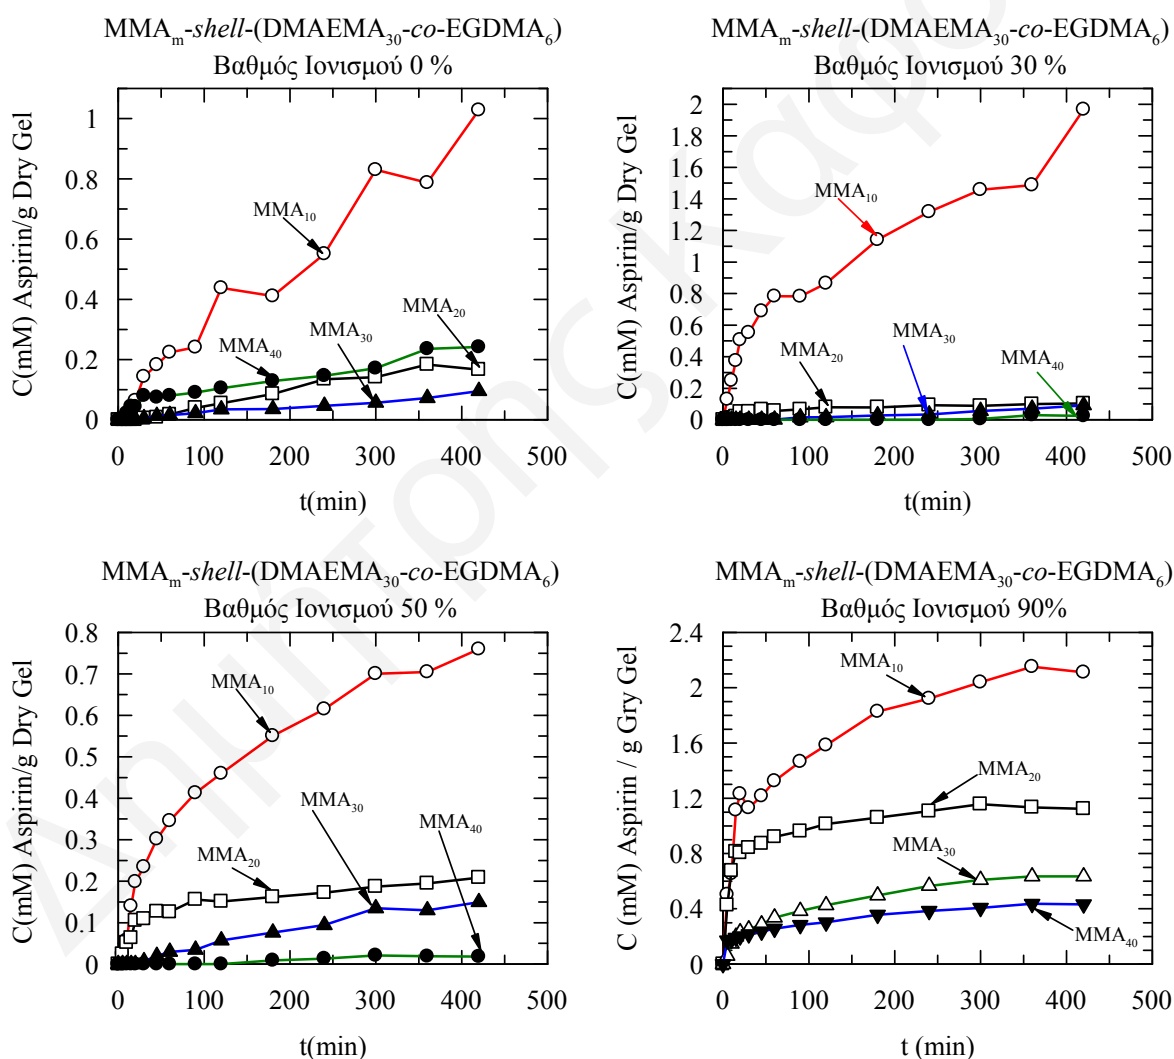 MMAm-shell-(DMAEMA30-co-EGDMA6)
Βαθμός Ιονισμού 0 %
C(mM) Aspirin/g Dry Gel
1
0.8
0.6
0.4
0.2
0
MMA10
MMA20
MMA30
MMA40
0 100 200 300 400 500
t(min)
MMAm-shell-(DMAEMA30-co-EGDMA6)
Βαθμός Ιονισμού 30 %
C(mM) Aspirin/g Dry Gel
2
1.8
1.6
1.4
1.2
1
0.8
0.6
0.4
0.2
0
MMA10
MMA30
MMA20
MMA40
0 100 200 300 400 500
t(min)
MMAm-shell-(DMAEMA30-co-EGDMA6)
Βαθμός Ιονισμού 50 %
C(mM) Aspirin/g Dry Gel
0.8
0.7
0.6
0.5
0.4
0.3
0.2
0.1
0
MMA10
MMA30
MMA40
MMA20
0 100 200 300 400 500
t(min)
MMAm-shell-(DMAEMA30-co-EGDMA6)
Βαθμός Ιονισμού 90%
C (mM) Aspirin / g Gry Gel
2.4
2
1.6
1.2
0.8
0.4
0
MMA10
MMA20
MMA30
MMA40
0 100 200 300 400 500
t (min)
Δημήτρης